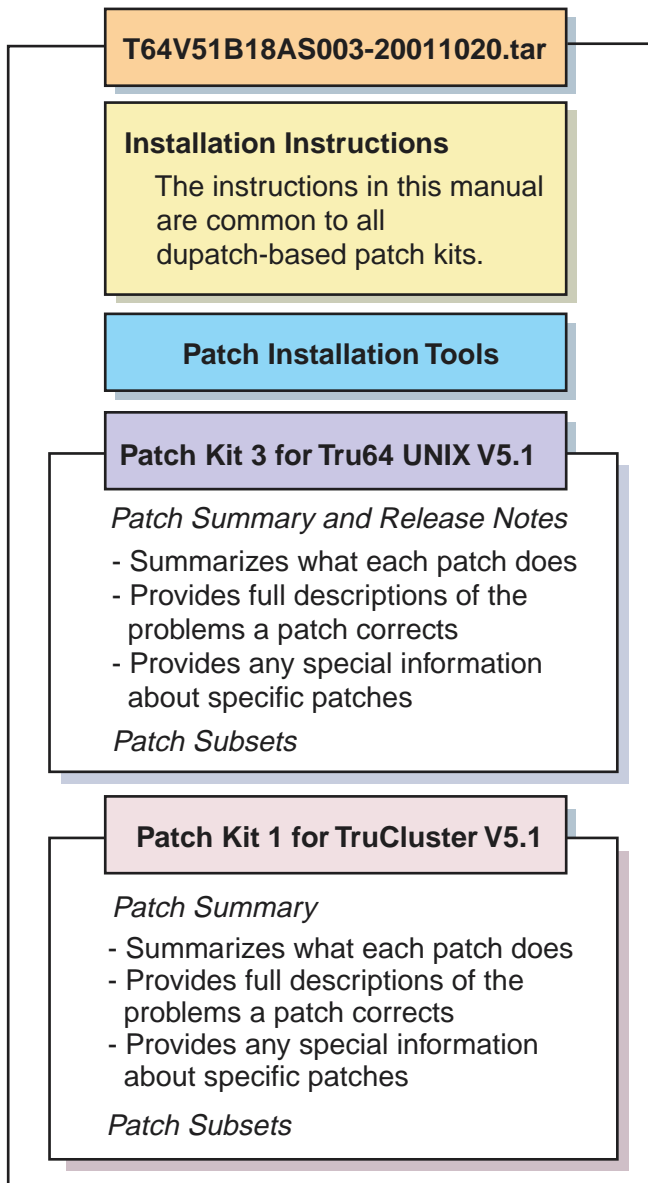 T64V51B18AS003-20011020.tar
Installation Instructions
The instructions in this manual
are common to all
dupatch-based patch kits.
Patch Installation Tools
Patch Kit 3 for Tru64 UNIX V5.1
Patch Summary and Release Notes
- Summarizes what each patch does
- Provides full descriptions of the
problems a patch corrects
- Provides any special information
about specific patches
Patch Subsets
Patch Kit 1 for TruCluster V5.1
Patch Summary
- Summarizes what each patch does
- Provides full descriptions of the
problems a patch corrects
- Provides any special information
about specific patches
Patch Subsets